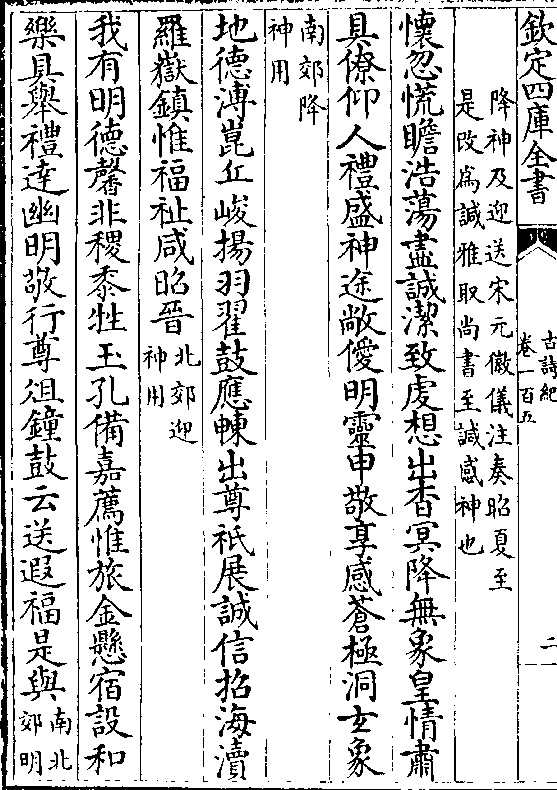 欽定四庫全書
古詩紀
卷一百五
二
降神及迎送宋元徽儀注奏昭夏至
是改爲諴雅取尚書至諴感神也
懷忽慌瞻浩蕩盡誠潔致虔想出杳冥降無象皇情肅
具僚仰人禮盛神途敞僾明靈申敬享感蒼極洞玄象
南郊降
神用
地德溥崑丘峻揚羽翟鼓應朄出尊祇展誠信招海瀆
羅嶽鎮惟福祉咸昭晉
北郊迎
神用
我有明德馨非稷黍牲玉孔備嘉薦惟旅金懸宿設和
樂具舉禮達幽明敬行尊俎鐘鼓云送遐福是與
南北
郊明